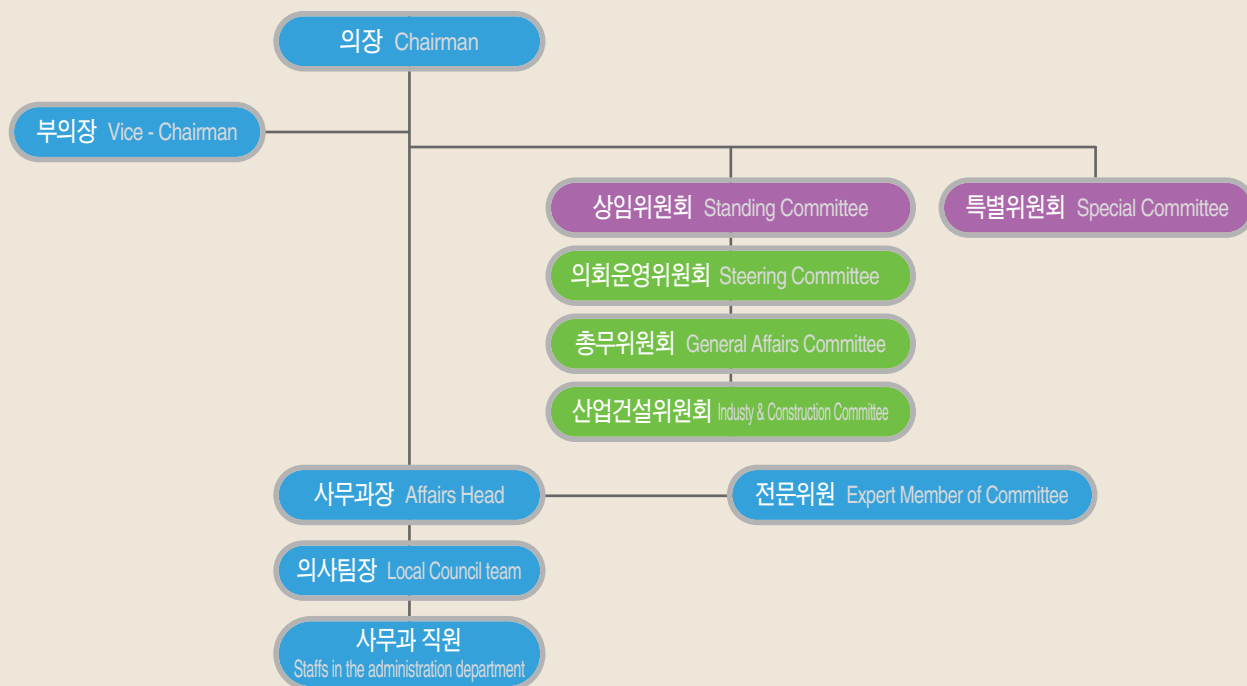 의장 Chairman
부의장 Vice - Chairman
상임위원회 Standing Committee
특별위원회 Special Committee
의회운영위원회 Steering Committee
총무위원회 General Affairs Committee
산업건설위원회 Industy & Construction Committee
사무과장 Affairs Head
전문위원 Expert Member of Committee
의사팀장 Local Council team
사무과 직원
Staffs in the administration department